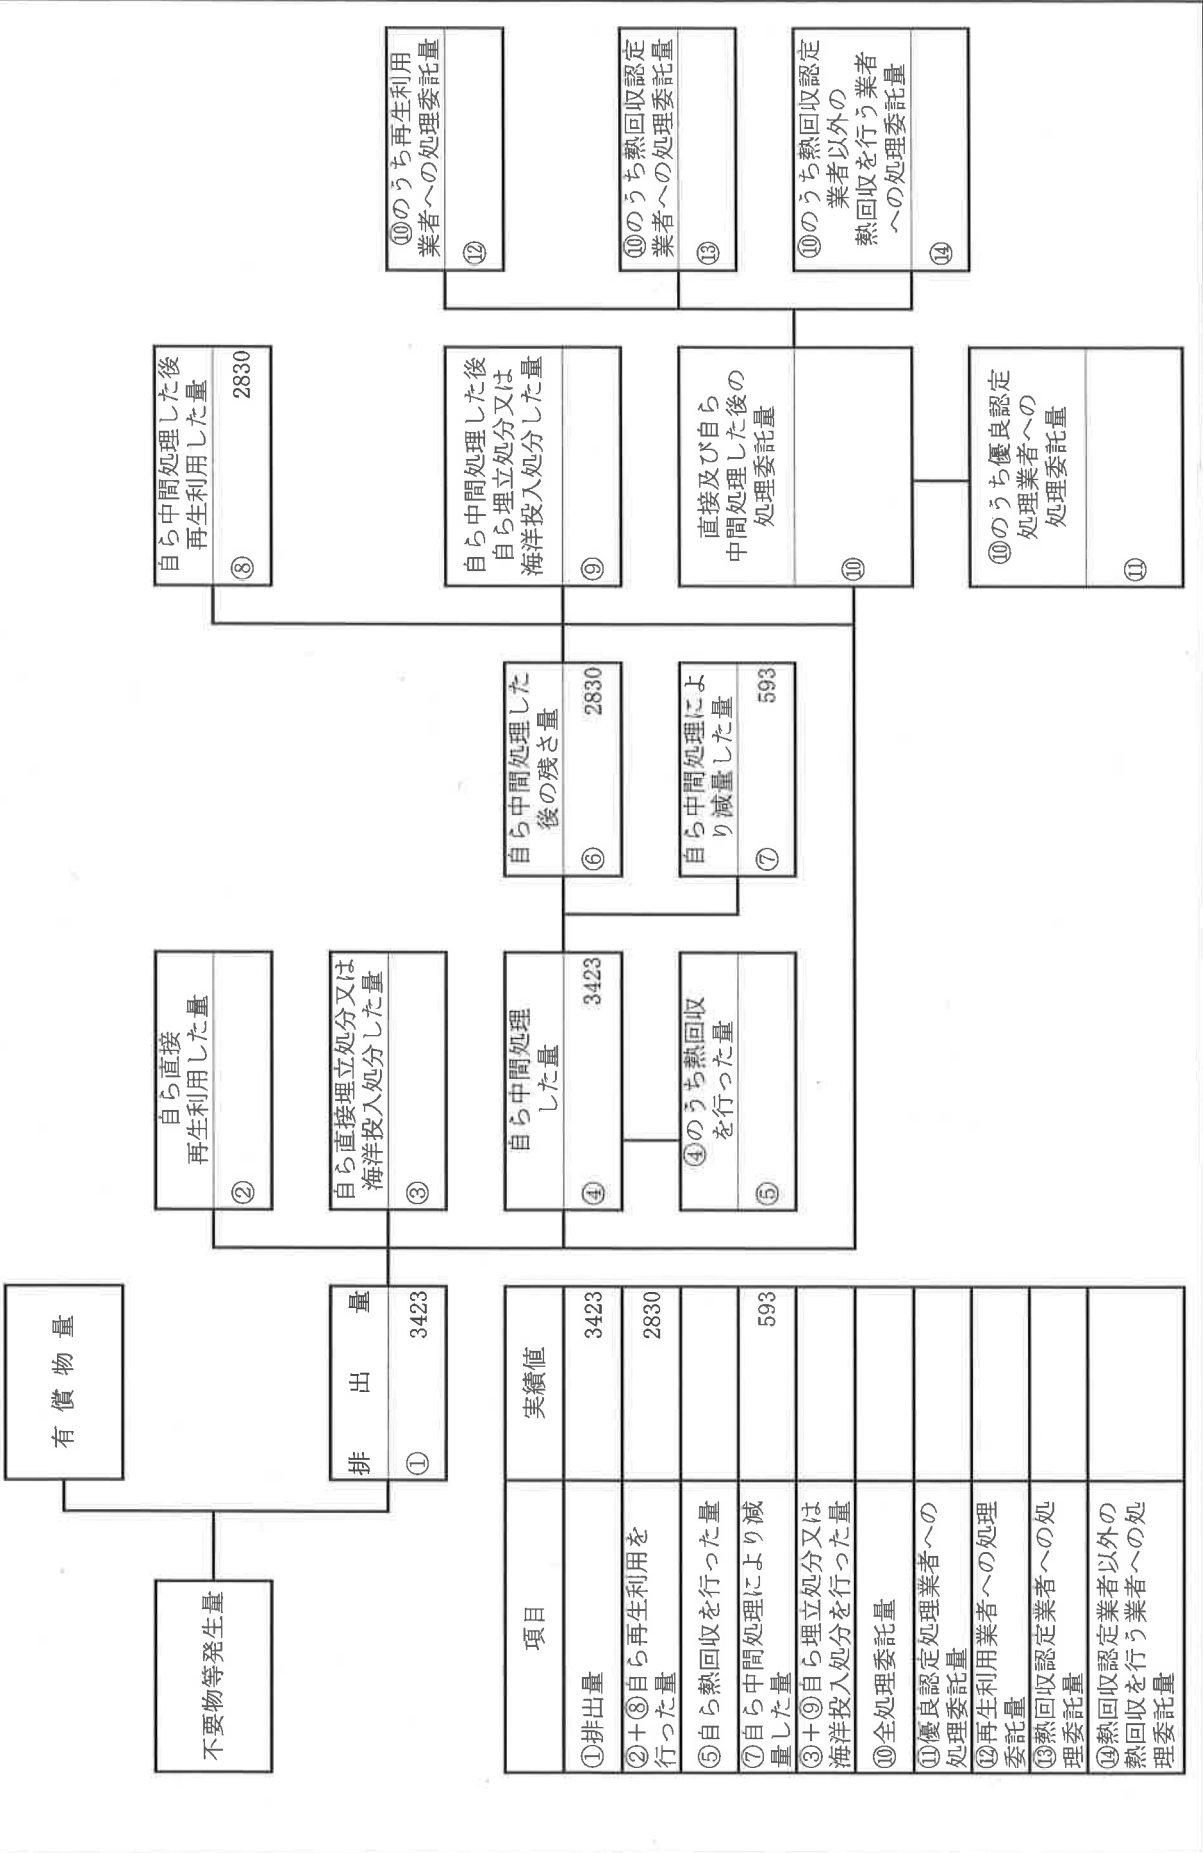 不要物等発生量
有 償 物 量
排 出 量
① 3423
自ら直接
再生利用した量
②
自ら直接埋立処分又は
海洋投入処分した量
③
自ら中間処理
した量
④ 3423
④のうち熱回収
を行った量
⑤
自ら中間処理した
後の残さ量
⑥ 2830
自ら中間処理によ
り減量した量
⑦ 593
自ら中間処理した後
再生利用した量
⑧ 2830
自ら中間処理した後
自ら埋立処分又は
海洋投入処分した量
⑨
直接及び自ら
中間処理した後の
処理委託量
⑩
⑩のうち優良認定
処理業者への
処理委託量
⑪
⑩のうち再生利用
業者への処理委託量
⑫
⑩のうち熱回収認定
業者への処理委託量
⑬
⑩のうち熱回収認定
業者以外の
熱回収を行う業者
への処理委託量
⑭
項目 実績値
①排出量 3423
②+⑧自ら再生利用を
行った量 2830
⑤自ら熱回収を行った量
⑦自ら中間処理により減
量した量 593
③+⑨自ら埋立処分又は
海洋投入処分を行った量
⑩全処理委託量
⑪優良認定処理業者への
処理委託量
⑫再生利用業者への処理
委託量
⑬熱回収認定業者への処
理委託量
⑭熱回収認定業者以外の
熱回収を行う業者への処
理委託量